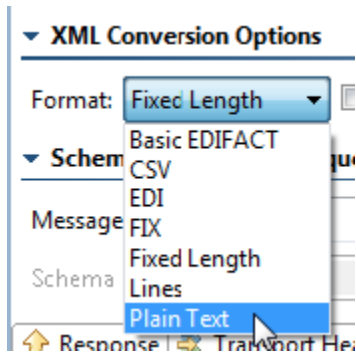 XML Conversion Options
Format: Fixed Length
Basic EDIFACT
CSV
EDI
FIX
Fixed Length
Lines
Plain Text
Message
Schema
Response Transport